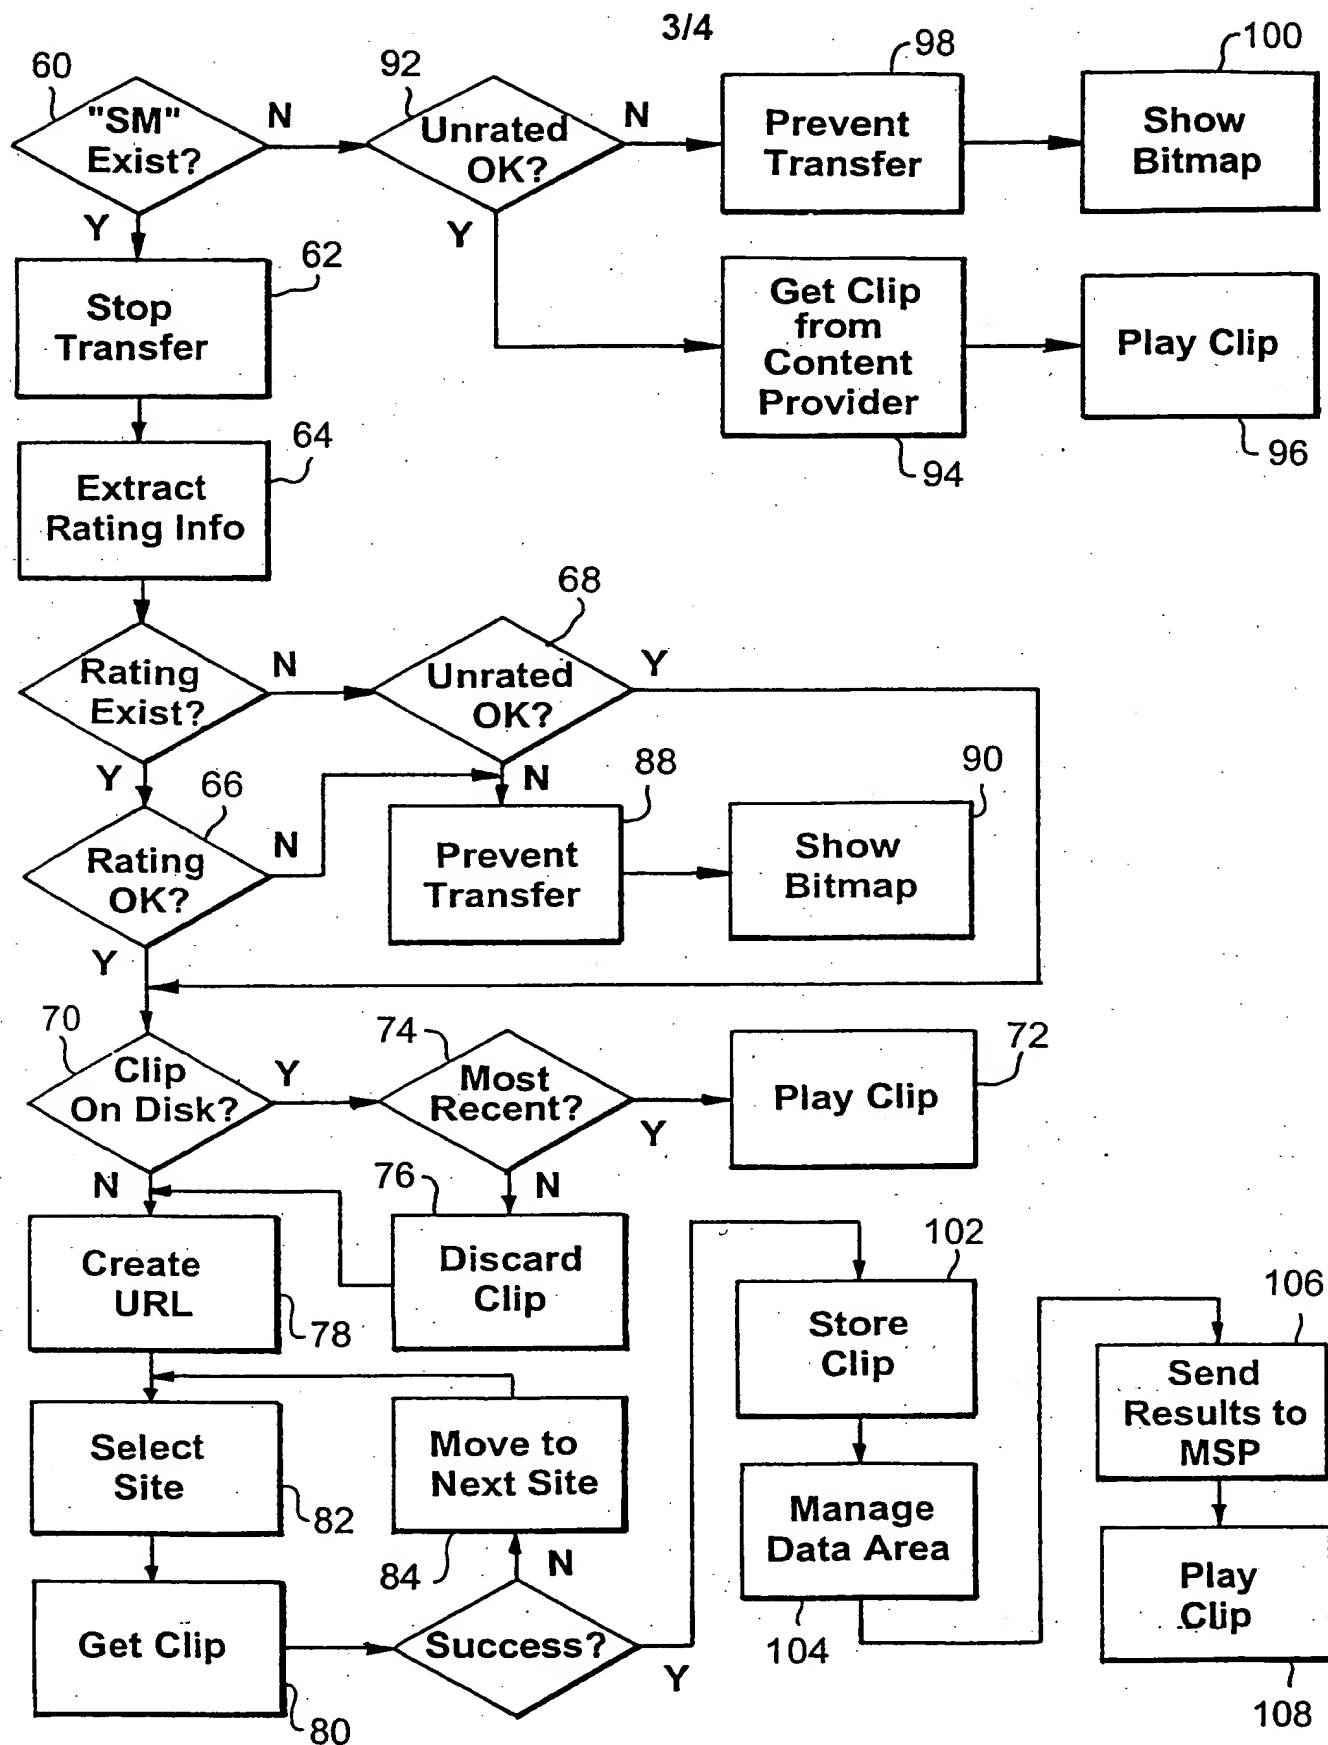 3/4
60
92
98
100
"SM"
Exist?
N
Unrated
OK?
N
Prevent
Transfer
Show
Bitmap
Y
Y
62
Stop
Transfer
Get Clip
from
Content
Provider
Play Clip
94
96
64
Extract
Rating Info
68
Rating
Exist?
N
Unrated
OK?
Y
Y
66
N
88
90
Rating
OK?
N
Prevent
Transfer
Show
Bitmap
Y
70
74
72
Clip
On Disk?
Y
Most
Recent?
Y
Play Clip
N
76
N
Create
URL
78
Discard
Clip
102
Store
Clip
106
Select
Site
82
Move to
Next Site
84
N
Send
Results to
MSP
Manage
Data Area
104
Get Clip
80
Success?
Y
Play
Clip
108